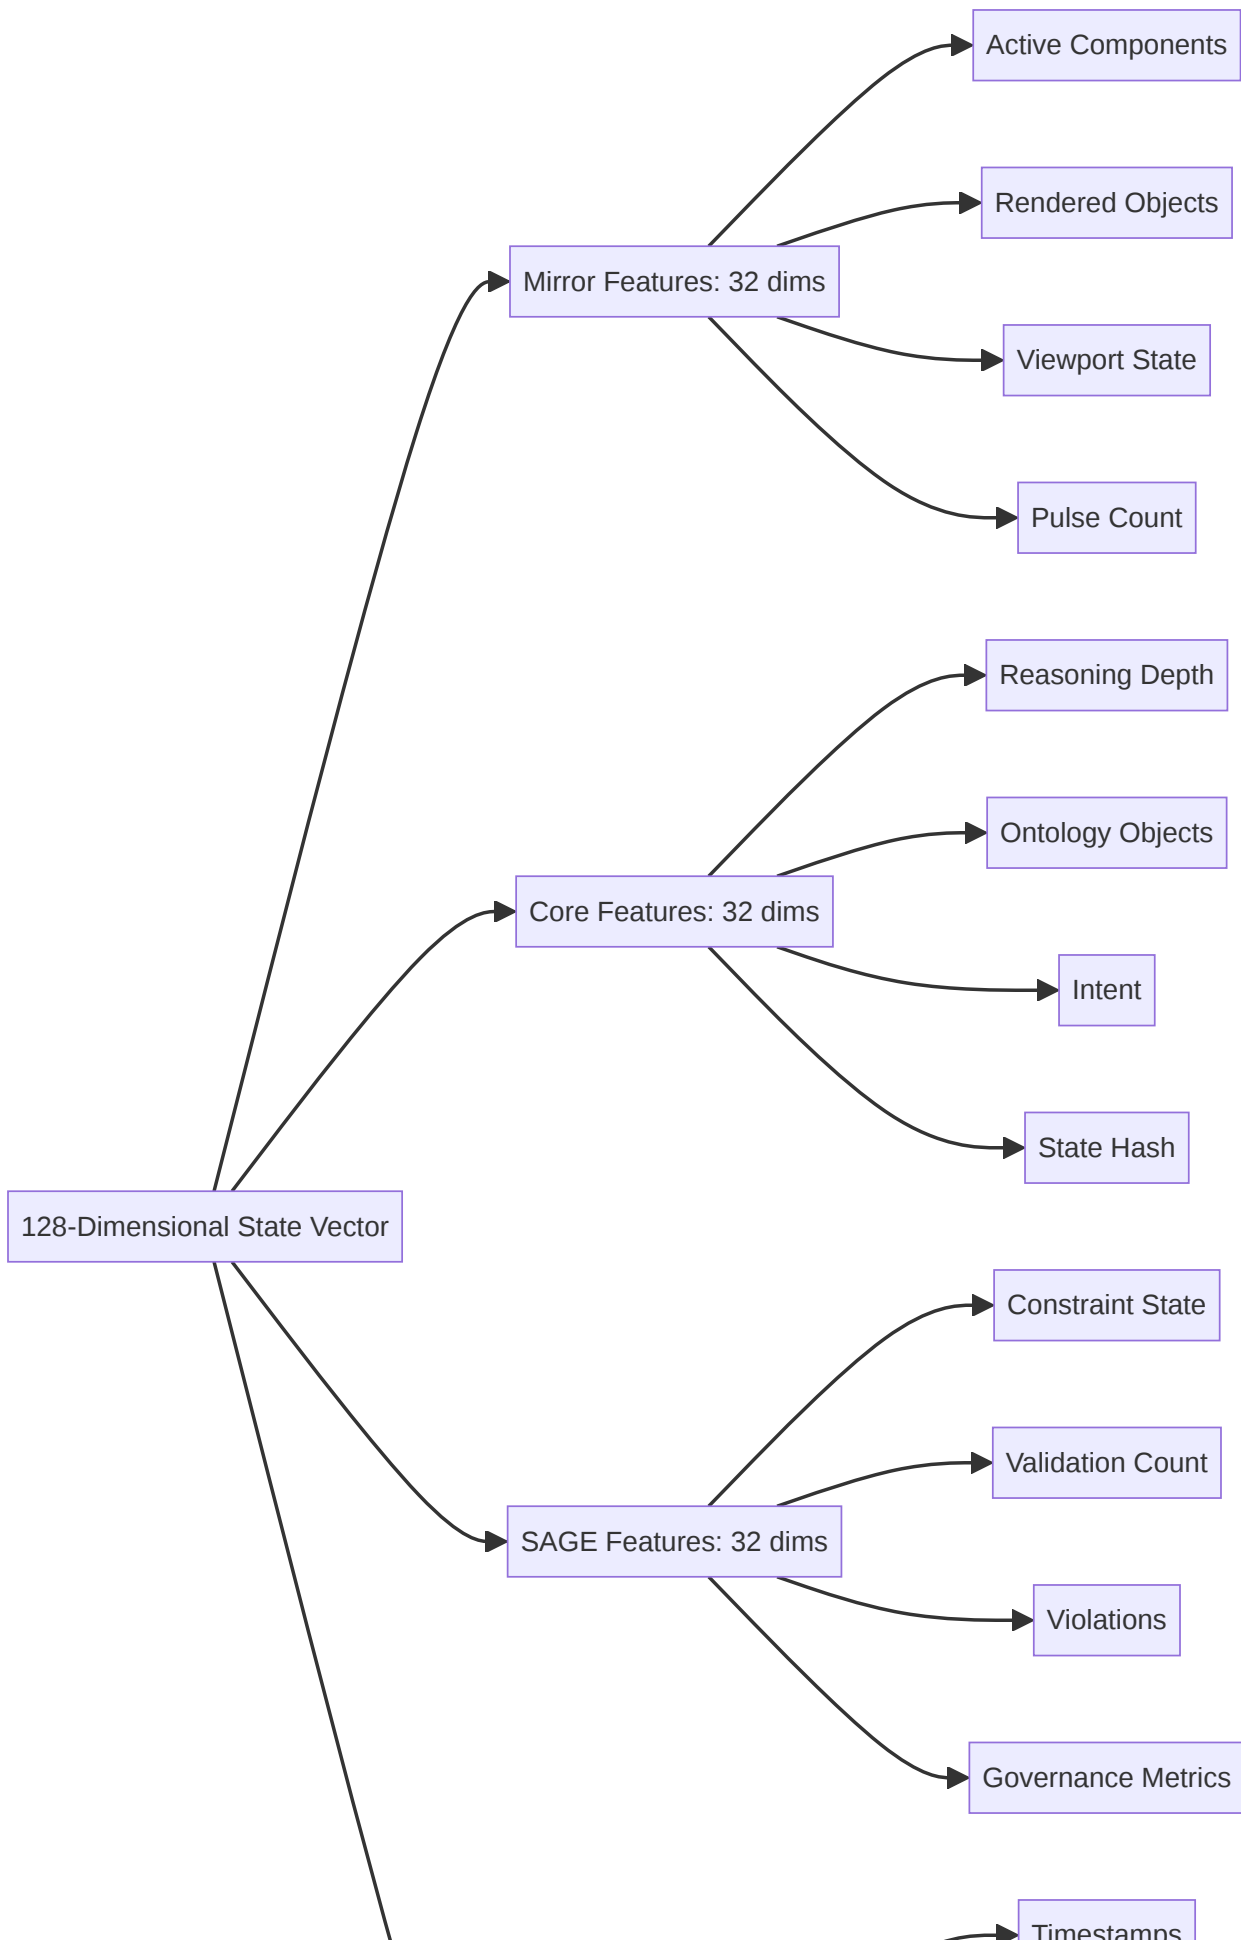 Active Components
Rendered Objects
Mirror Features: 32 dims
Viewport State
Pulse Count
Reasoning Depth
Ontology Objects
Core Features: 32 dims
Intent
State Hash
128-Dimensional State Vector
Constraint State
Validation Count
SAGE Features: 32 dims
Violations
Governance Metrics
Timestamps